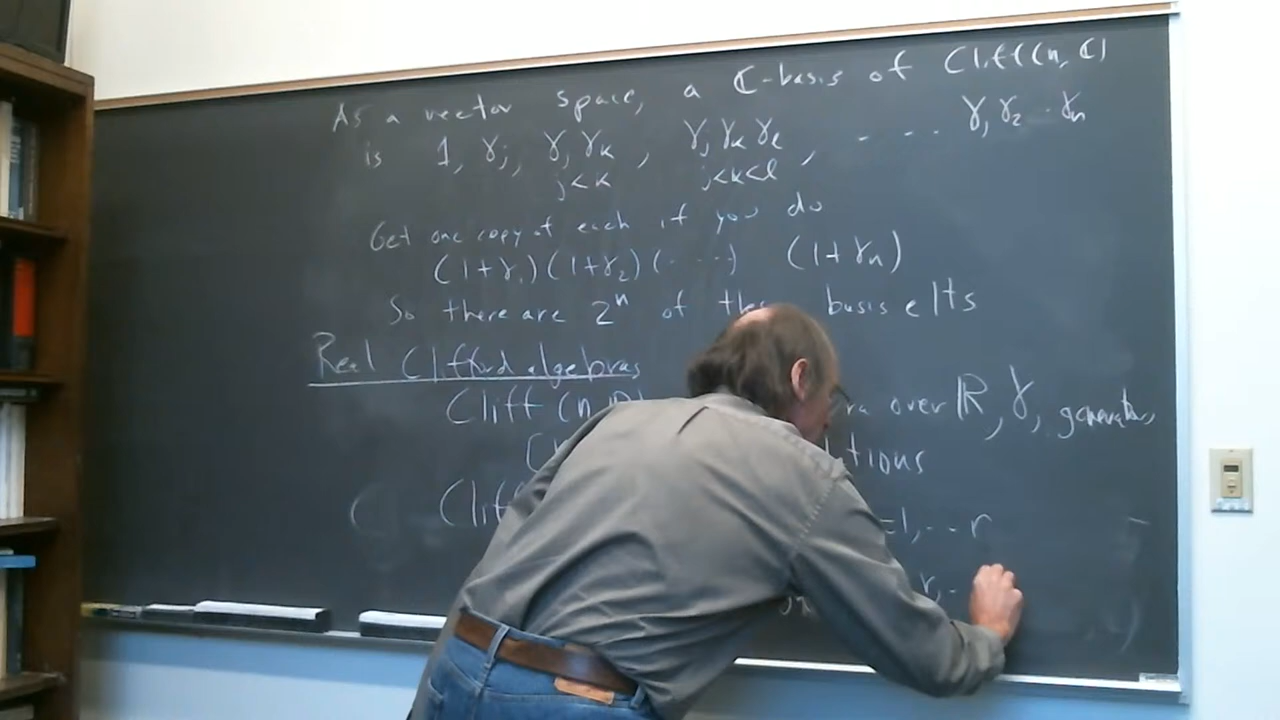 As a vector space, a ℂ-basis of Cliff(n, ℂ)
is 1, γⱼ, γⱼγₖ, γⱼγₖγₗ, .... γ₁γ₂...γₙ
j<k j<k<l
Get one copy of each if you do
(1+γ₁)(1+γ₂)(...) (1+γₙ)
So there are 2ⁿ of these basis elts
Real Clifford algebras
Cliff(n, over ℝ, γ, generators,
Cliff =1,...r
r,.